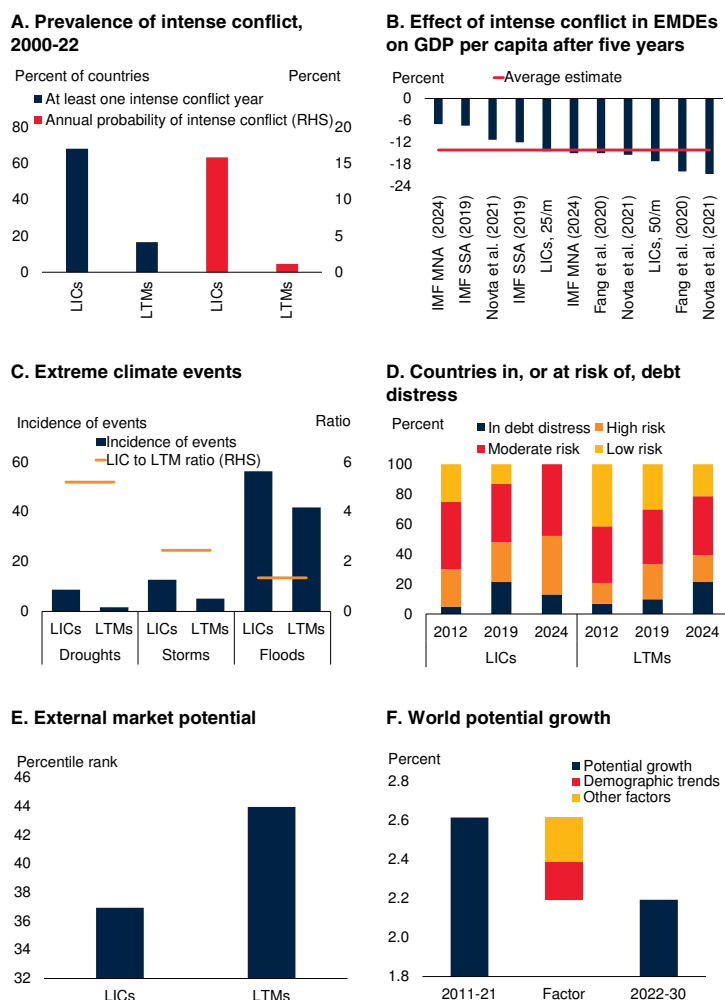 A. Prevalence of intense conflict,
2000-22
Percent of countries
Percent
At least one intense conflict year
Annual probability of intense conflict (RHS)
80
60
40
20
0
20
15
10
5
0
LICs
LTMs
LICs
LTMs
B. Effect of intense conflict in EMDEs
on GDP per capita after five years
Percent
Average estimate
0
-6
-12
-18
-24
IMF MNA (2024)
IMF SSA (2019)
Novta et al. (2021)
IMF SSA (2019)
LICs, 25/m
IMF MNA (2024)
Fang et al. (2020)
Novta et al. (2021)
LICs, 50/m
Fang et al. (2020)
Novta et al. (2021)
C. Extreme climate events
Incidence of events
Ratio
Incidence of events
LIC to LTM ratio (RHS)
60
40
20
0
6
4
2
0
LICs LTMs LICs LTMs LICs LTMs
Droughts Storms Floods
D. Countries in, or at risk of, debt
distress
Percent
In debt distress High risk
Moderate risk Low risk
100
80
60
40
20
0
2012 2019 2024 2012 2019 2024
LICs LTMs
E. External market potential
Percentile rank
46
44
42
40
38
36
34
32
LICs LTMs
F. World potential growth
Percent
Potential growth
Demographic trends
Other factors
2.8
2.6
2.4
2.2
2.0
1.8
2011-21 Factor 2022-30